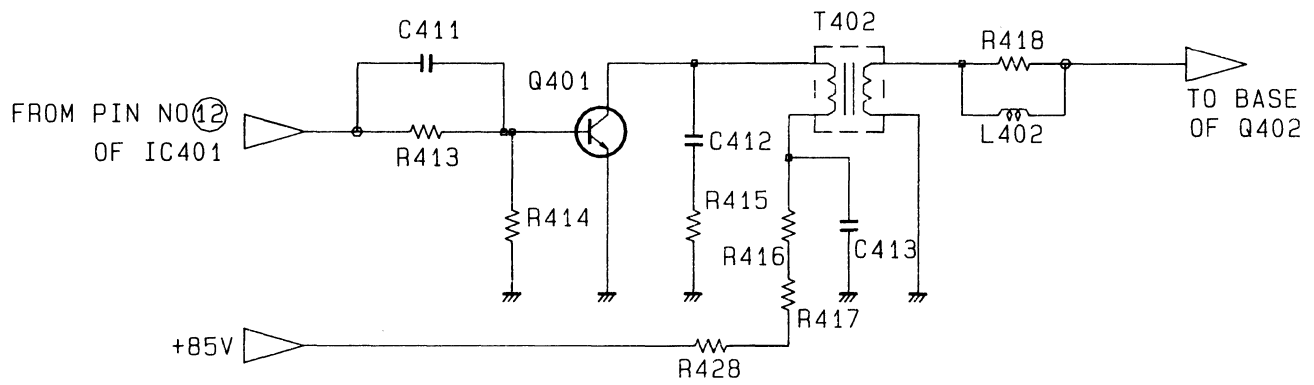 T402
C411
R418
Q401
FROM PIN NO⑫
OF IC401
TO BASE
OF Q402
L402
R413
C412
R415
R414
R416
C413
R417
+85V
R428